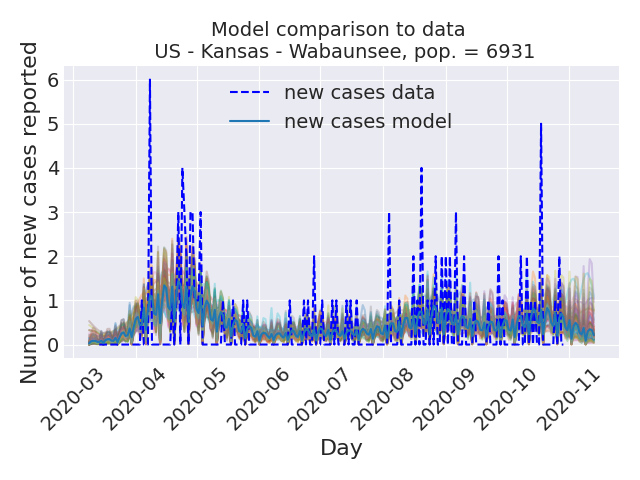 Model comparison to data
US - Kansas - Wabaunsee, pop. = 6931
new cases data
new cases model
Number of new cases reported
6
5
4
3
2
1
0
2020-03
2020-04
2020-05
2020-06
2020-07
2020-08
2020-09
2020-10
2020-11
Day